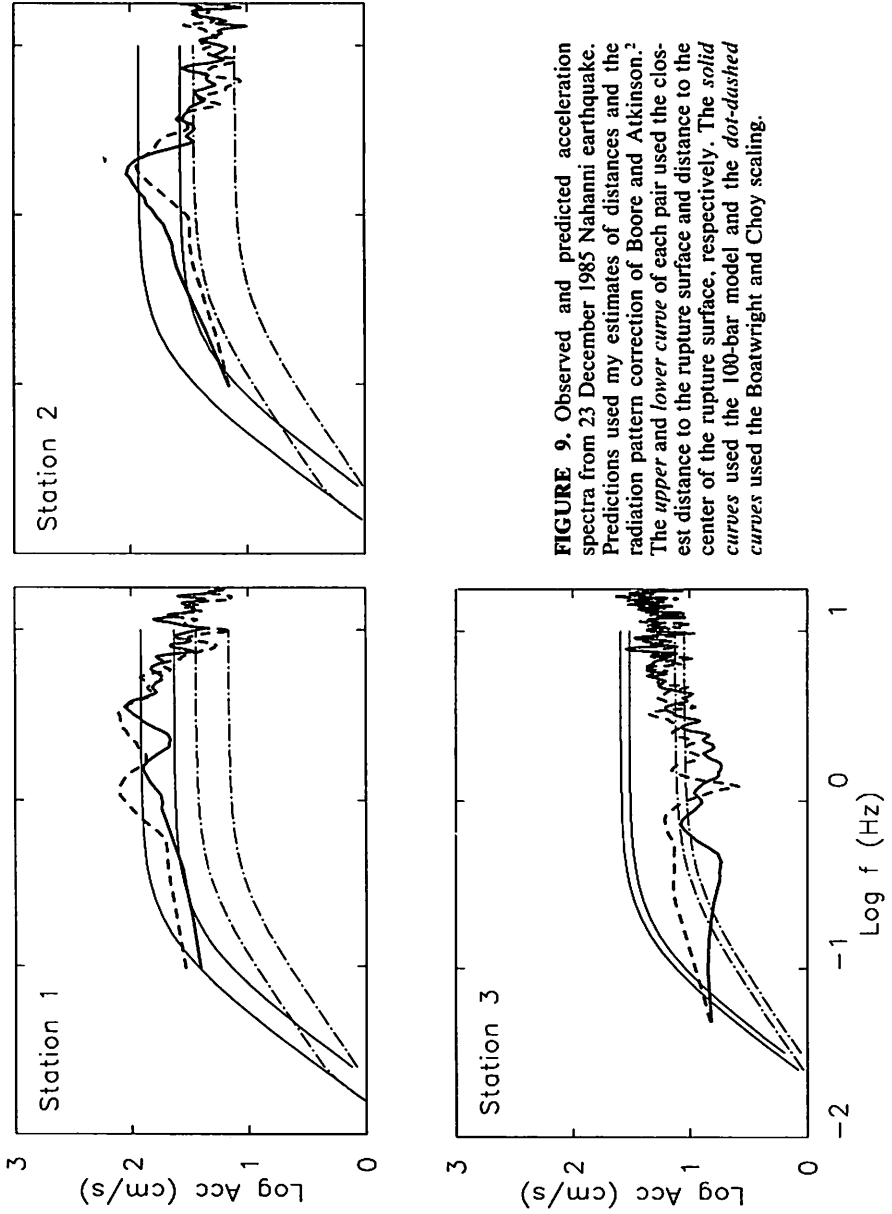 Station 1
3
2
1
0
Log Acc (cm/s)
Station 2
Station 3
3
2
1
0
Log Acc (cm/s)
-2
-1
0
1
Log f (Hz)
FIGURE 9. Observed and predicted acceleration
spectra from 23 December 1985 Nahanni earthquake.
Predictions used my estimates of distances and the
radiation pattern correction of Boore and Atkinson.²
The upper and lower curve of each pair used the clos-
est distance to the rupture surface and distance to the
center of the rupture surface, respectively. The solid
curves used the 100-bar model and the dot-dashed
curves used the Boatwright and Choy scaling.